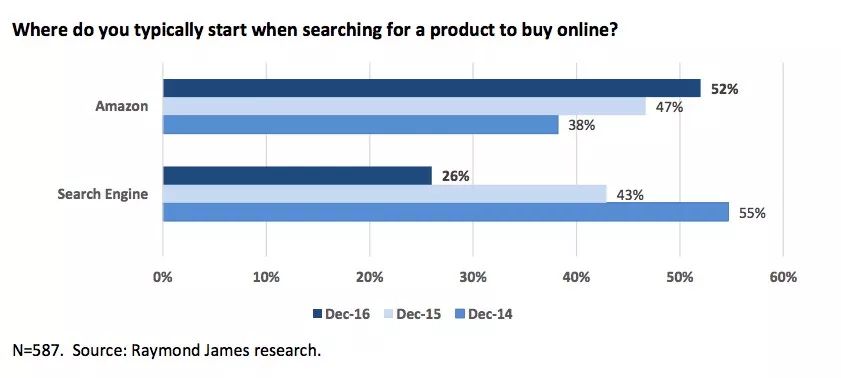 Where do you typically start when searching for a product to buy online?
Amazon
52%
47%
38%
Search Engine
26%
43%
55%
0% 10% 20% 30% 40% 50% 60%
Dec-16 Dec-15 Dec-14
N=587. Source: Raymond James research.